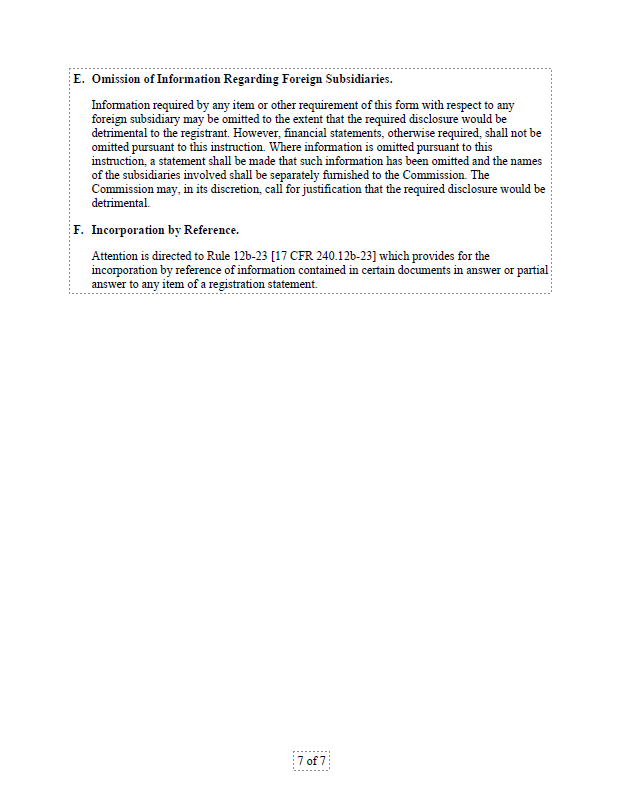 E. Omission of Information Regarding Foreign Subsidiaries.
Information required by any item or other requirement of this form with respect to any
foreign subsidiary may be omitted to the extent that the required disclosure would be
detrimental to the registrant. However, financial statements, otherwise required, shall not be
omitted pursuant to this instruction. Where information is omitted pursuant to this
instruction, a statement shall be made that such information has been omitted and the names
of the subsidiaries involved shall be separately furnished to the Commission. The
Commission may, in its discretion, call for justification that the required disclosure would be
detrimental.
F. Incorporation by Reference.
Attention is directed to Rule 12b-23 [17 CFR 240.12b-23] which provides for the
incorporation by reference of information contained in certain documents in answer or partial
answer to any item of a registration statement.
7 of 7